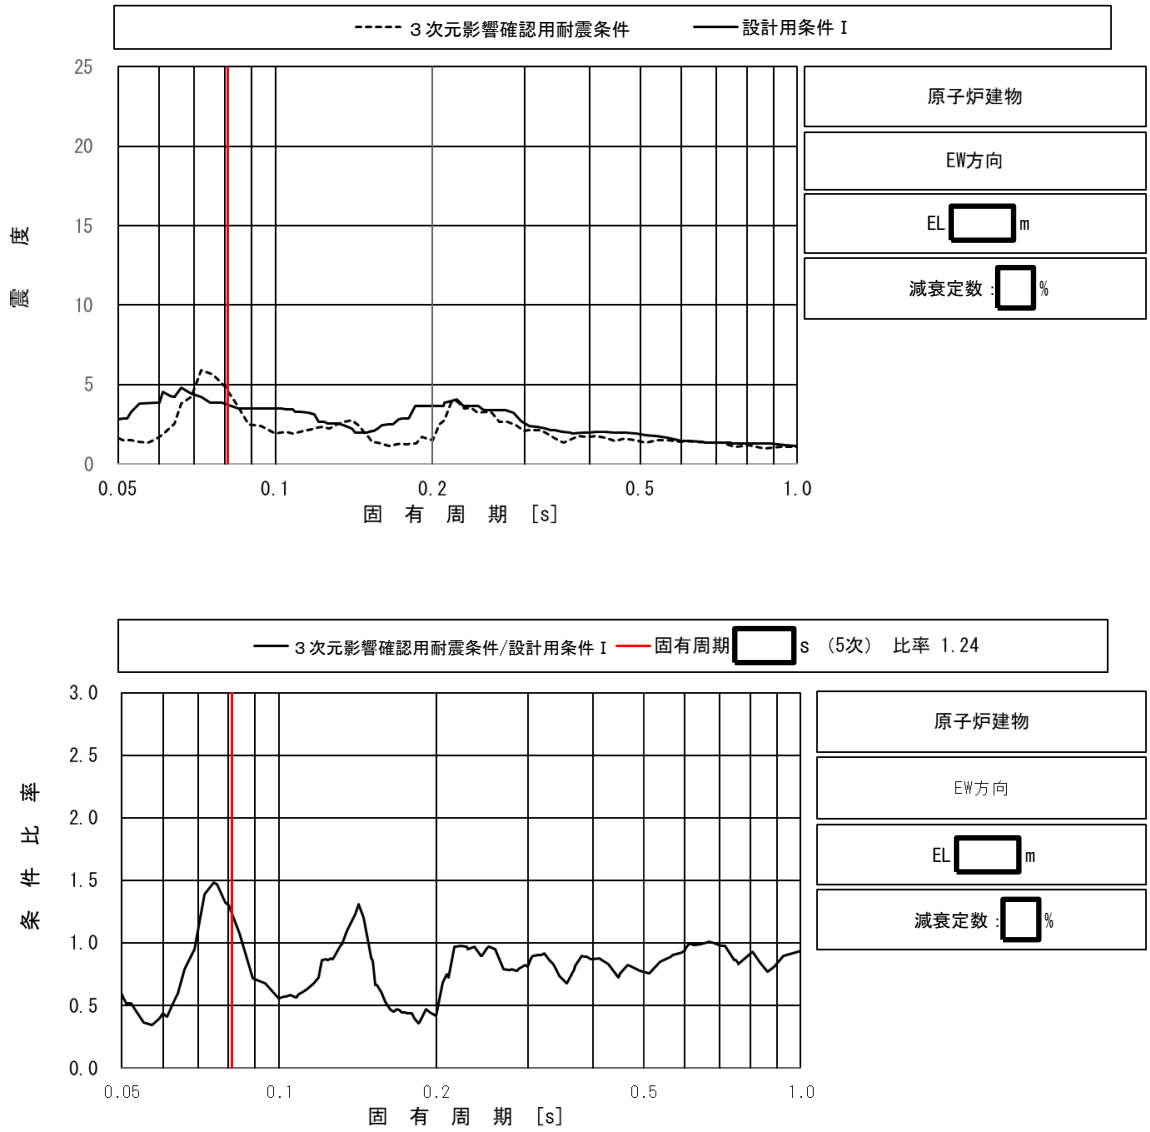 ３次元影響確認用耐震条件 設計用条件Ⅰ
25
20
15
10
5
0
震度
0.05 0.1 0.2 0.5 1.0
固有周期 [s]
原子炉建物
EW方向
EL m
減衰定数： %
３次元影響確認用耐震条件/設計用条件Ⅰ 固有周期 s （5次） 比率 1.24
3.0
2.5
2.0
1.5
1.0
0.5
0.0
条件比率
0.05 0.1 0.2 0.5 1.0
固有周期 [s]
原子炉建物
EW方向
EL m
減衰定数： %